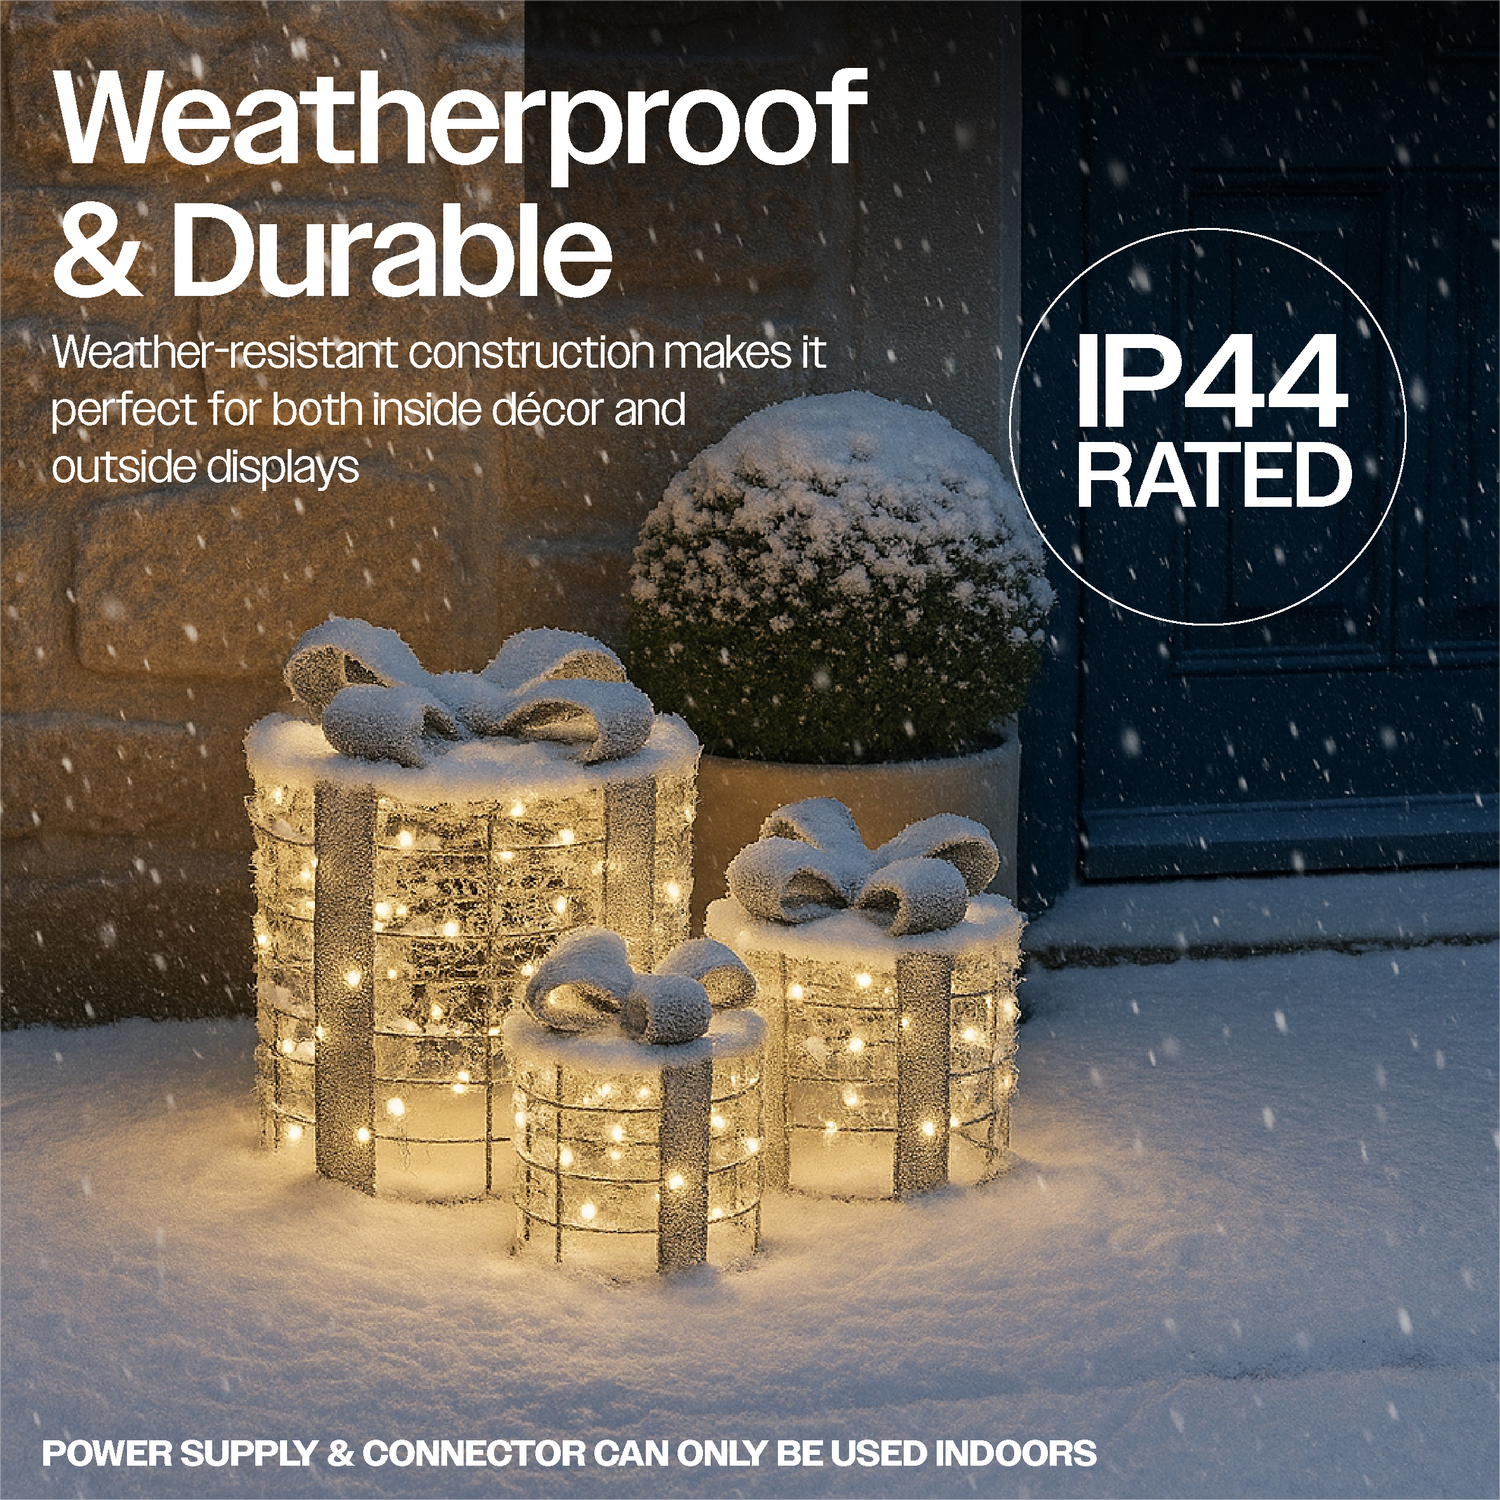 Weatherproof
& Durable
Weather-resistant construction makes it
perfect for both inside décor and
outside displays
IP44
RATED
POWER SUPPLY & CONNECTOR CAN ONLY BE USED INDOORS